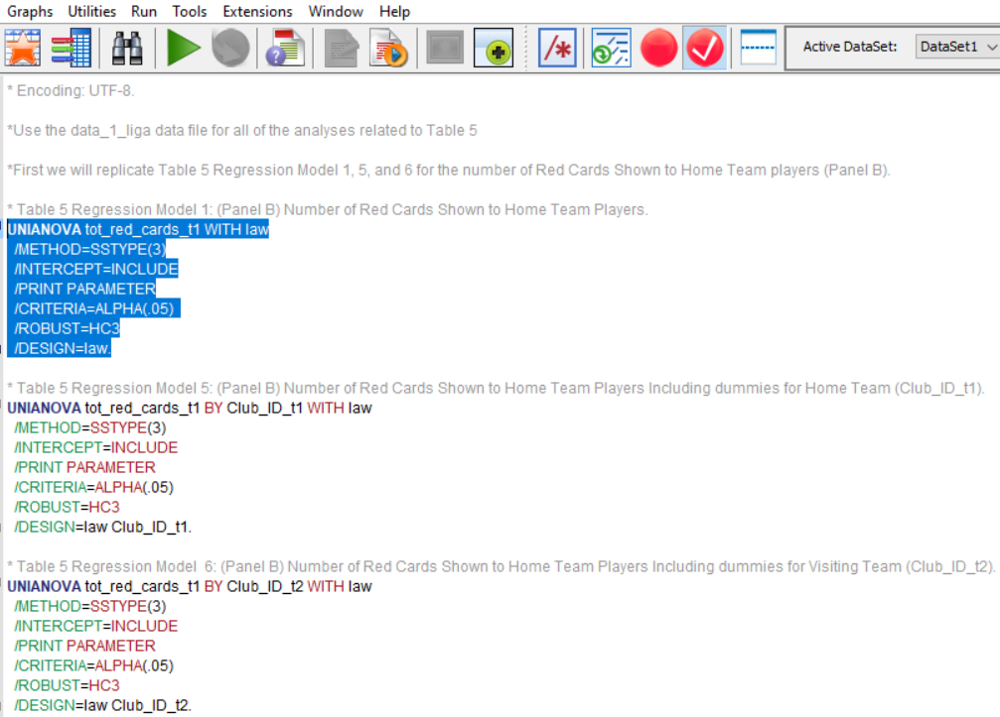 Graphs Utilities Run Tools Extensions Window Help
/* Active DataSet: DataSet1
* Encoding: UTF-8.
*Use the data_1_liga data file for all of the analyses related to Table 5
*First we will replicate Table 5 Regression Model 1, 5, and 6 for the number of Red Cards Shown to Home Team players (Panel B).
* Table 5 Regression Model 1: (Panel B) Number of Red Cards Shown to Home Team Players.
UNIANOVA tot_red_cards_t1 WITH law
/METHOD=SSTYPE(3)
/INTERCEPT=INCLUDE
/PRINT PARAMETER
/CRITERIA=ALPHA(.05)
/ROBUST=HC3
/DESIGN=law.
* Table 5 Regression Model 5: (Panel B) Number of Red Cards Shown to Home Team Players Including dummies for Home Team (Club_ID_t1).
UNIANOVA tot_red_cards_t1 BY Club_ID_t1 WITH law
/METHOD=SSTYPE(3)
/INTERCEPT=INCLUDE
/PRINT PARAMETER
/CRITERIA=ALPHA(.05)
/ROBUST=HC3
/DESIGN=law Club_ID_t1.
* Table 5 Regression Model 6: (Panel B) Number of Red Cards Shown to Home Team Players Including dummies for Visiting Team (Club_ID_t2).
UNIANOVA tot_red_cards_t1 BY Club_ID_t2 WITH law
/METHOD=SSTYPE(3)
/INTERCEPT=INCLUDE
/PRINT PARAMETER
/CRITERIA=ALPHA(.05)
/ROBUST=HC3
/DESIGN=law Club_ID_t2.